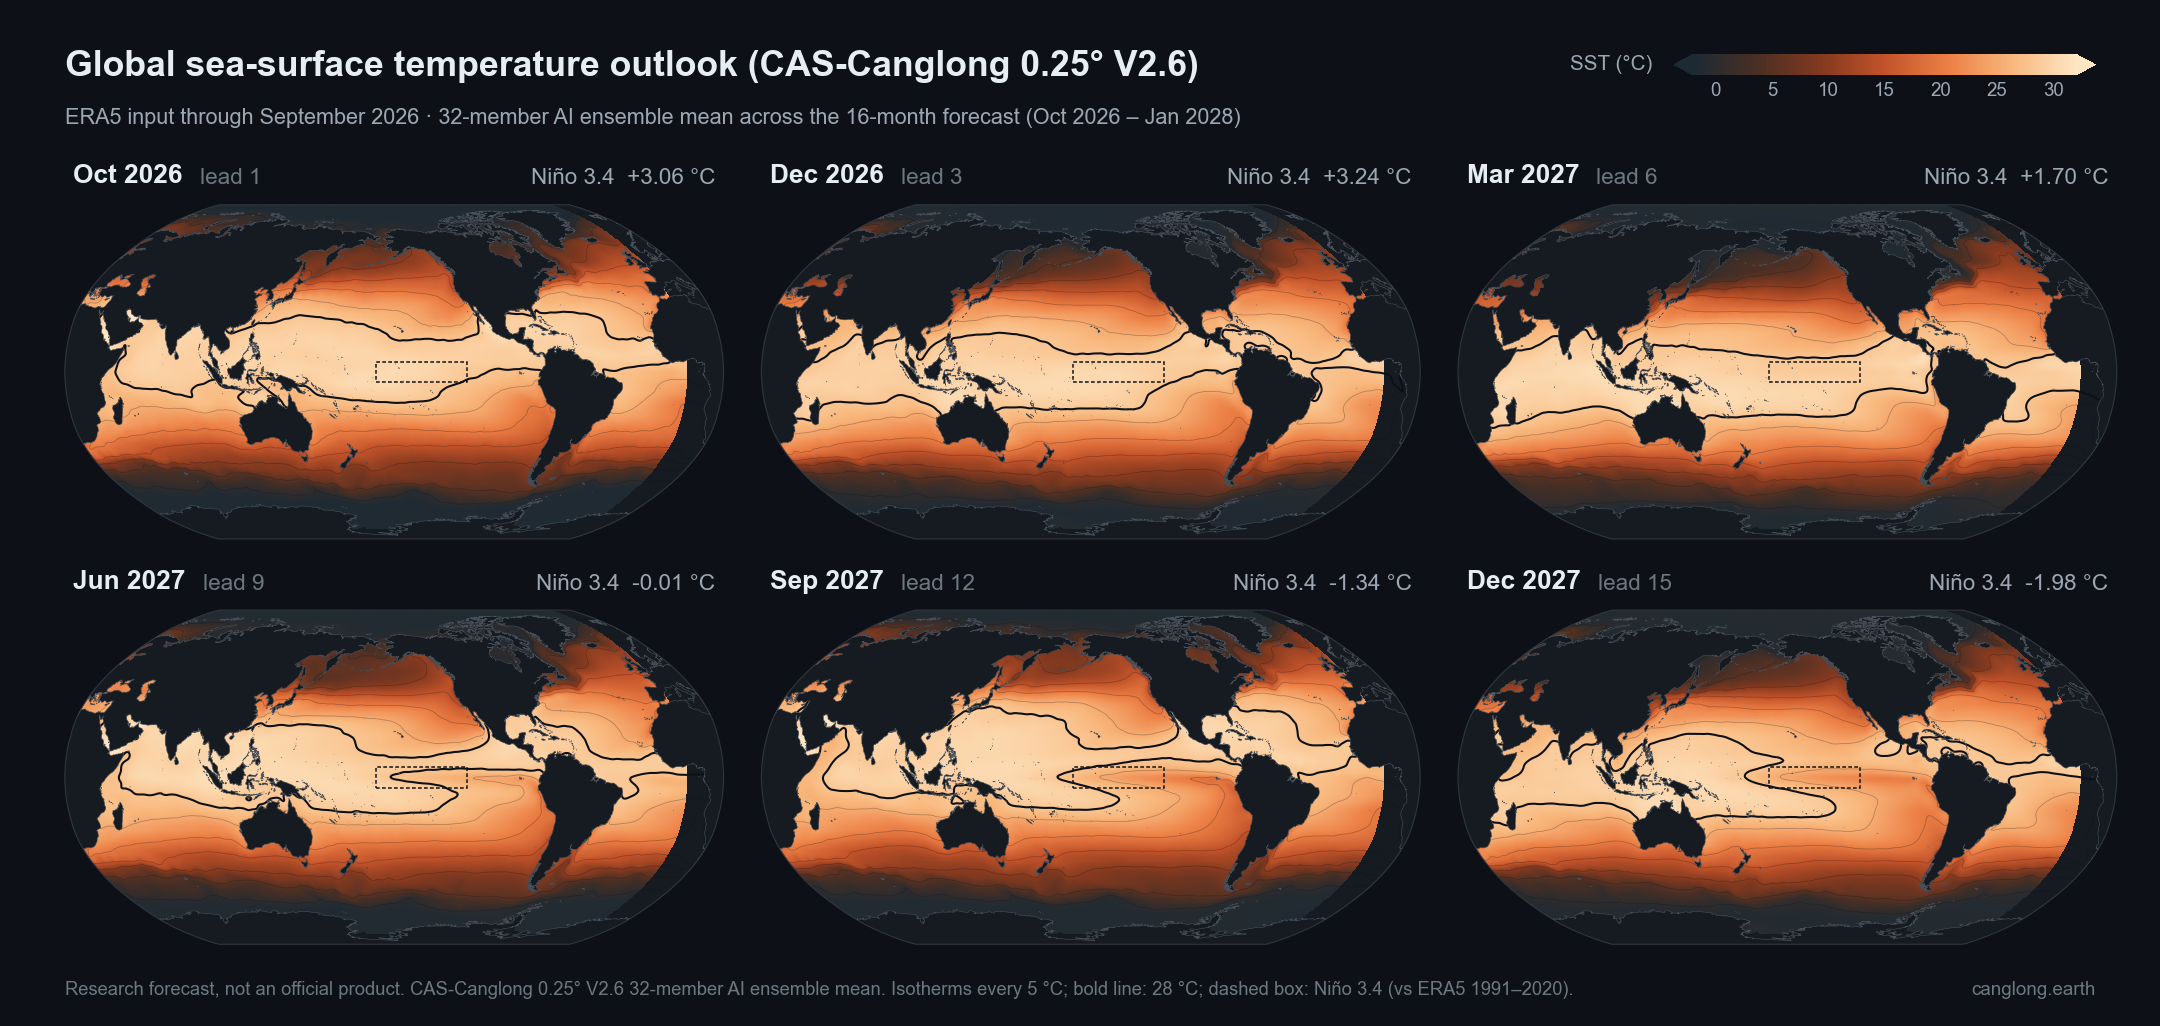 Global sea-surface temperature outlook (CAS-Canglong 0.25° V2.6)
SST (°C)
0 5 10 15 20 25 30
ERA5 input through September 2026 · 32-member AI ensemble mean across the 16-month forecast (Oct 2026 – Jan 2028)
Oct 2026 lead 1 Niño 3.4 +3.06 °C
Dec 2026 lead 3 Niño 3.4 +3.24 °C
Mar 2027 lead 6 Niño 3.4 +1.70 °C
Jun 2027 lead 9 Niño 3.4 -0.01 °C
Sep 2027 lead 12 Niño 3.4 -1.34 °C
Dec 2027 lead 15 Niño 3.4 -1.98 °C
Research forecast, not an official product. CAS-Canglong 0.25° V2.6 32-member AI ensemble mean. Isotherms every 5 °C; bold line: 28 °C; dashed box: Niño 3.4 (vs ERA5 1991–2020).
canglong.earth